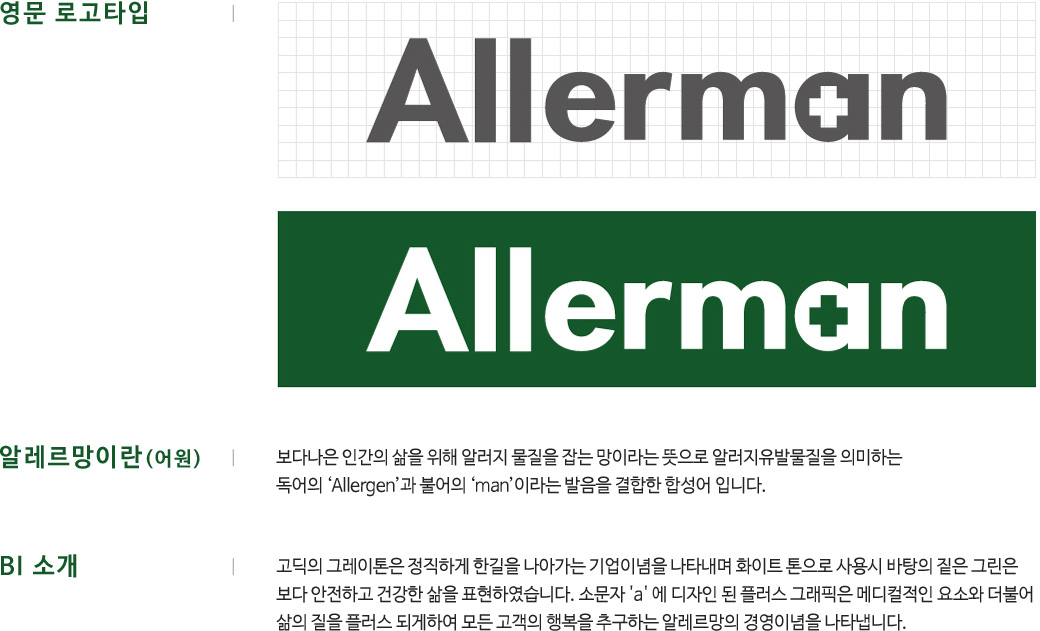 영문 로고타입
Allerman
Allerman
알레르망이란(어원)
보다나은 인간의 삶을 위해 알러지 물질을 잡는 망이라는 뜻으로 알러지유발물질을 의미하는
독어의 ‘Allergen’과 불어의 ‘man’이라는 발음을 결합한 합성어 입니다.
BI 소개
고딕의 그레이톤은 정직하게 한길을 나아가는 기업이념을 나타내며 화이트 톤으로 사용시 바탕의 짙은 그린은
보다 안전하고 건강한 삶을 표현하였습니다. 소문자 'a' 에 디자인 된 플러스 그래픽은 메디컬적인 요소와 더불어
삶의 질을 플러스 되게하여 모든 고객의 행복을 추구하는 알레르망의 경영이념을 나타냅니다.